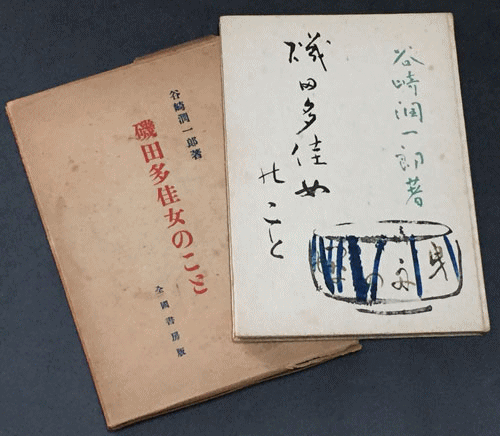 谷崎潤一郎著
磯田多佳女のこと
谷崎潤一郎著
磯田多佳女のこと
全國書房版